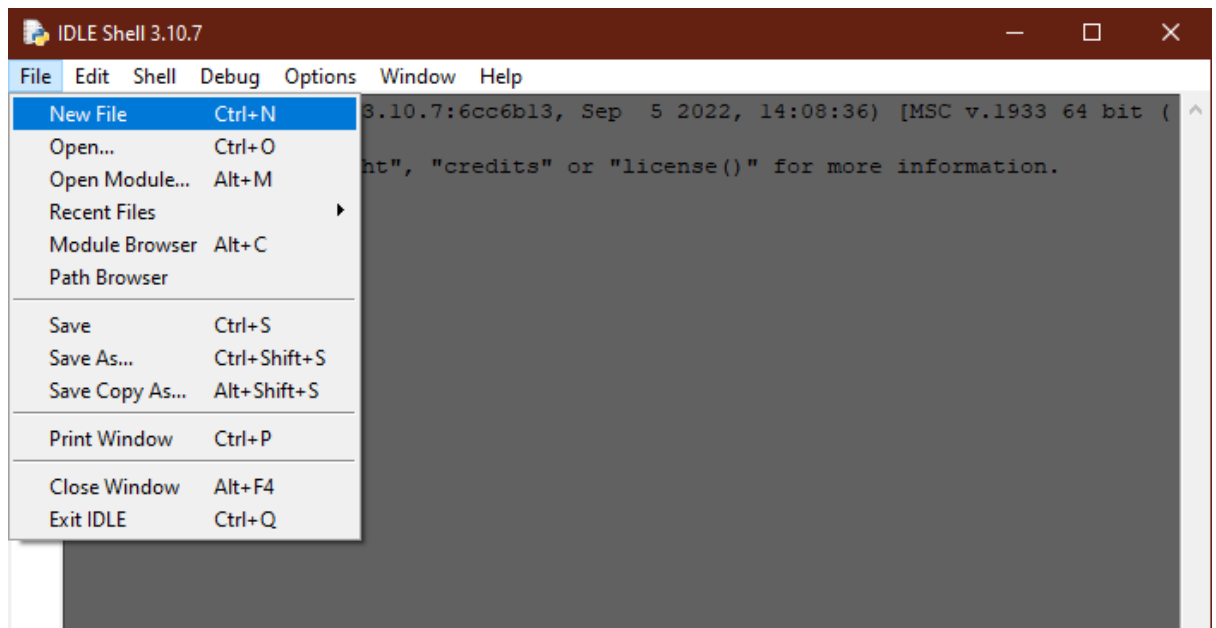 IDLE Shell 3.10.7
File Edit Shell Debug Options Window Help
New File Ctrl+N
Open... Ctrl+O
Open Module... Alt+M
Recent Files
Module Browser Alt+C
Path Browser
Save Ctrl+S
Save As... Ctrl+Shift+S
Save Copy As... Alt+Shift+S
Print Window Ctrl+P
Close Window Alt+F4
Exit IDLE Ctrl+Q
3.10.7:6cc6b13, Sep 5 2022, 14:08:36) [MSC v.1933 64 bit (
ht", "credits" or "license()" for more information.